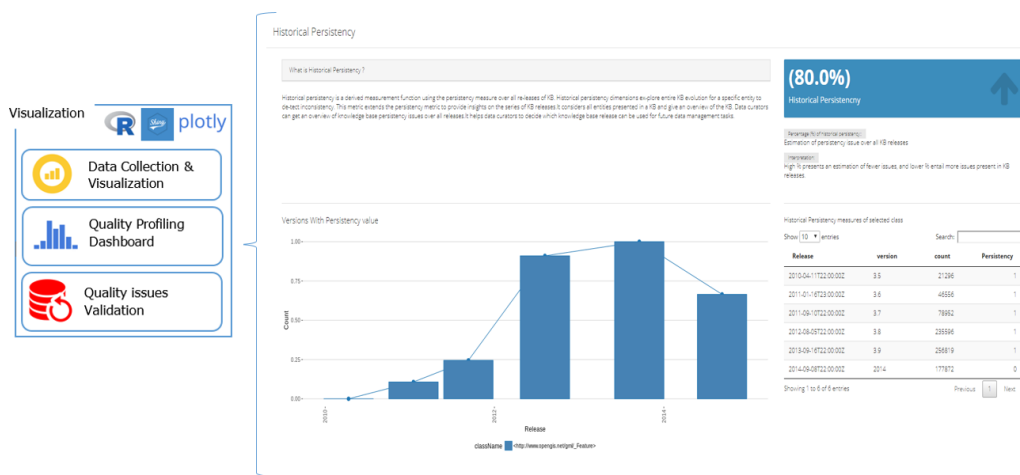 Historical Persistency
What is Historical Persistency ?
Historical persistency is a derived measurement function using the persistency measure over all releases of KB. Historical persistency dimensions explore entire KB evolution for a specific entity to
de-tect inconsistency. This metric extends the persistency metric to provide insights on the series of KB releases.It considers all entities presented in a KB and give an overview of the KB. Data curators
can get an overview of knowledge base persistency issues over all releases.It helps data curators to decide which knowledge base release can be used for future data management tasks
(80.0%)
Historical Persistencny
Percentage (%) of historical persistency:
Estimation of persistency issue over all KB releases
Interpretation:
High % presents an estimation of fewer issues, and lower % entail more issues present in KB
releases
Visualization
R
Shiny
plotly
Data Collection &
Visualization
Quality Profiling
Dashboard
Quality issues
Validation
Versions With Persistency value
1.00
0.75
0.50
0.25
0.00
Count
2010
2012
2014
Release
className <http://www.opengis.net/gml/_Feature>
Historical Persistency measures of selected class
Show 10 entries Search:
Release version count Persistency
2010-04-11T22:00:00Z 3.5 21296 1
2011-01-16T23:00:00Z 3.6 46556 1
2011-09-10T22:00:00Z 3.7 78952 1
2012-08-05T22:00:00Z 3.8 235596 1
2013-09-16T22:00:00Z 3.9 256819 1
2014-09-08T22:00:00Z 2014 177872 0
Showing 1 to 6 of 6 entries Previous 1 Next